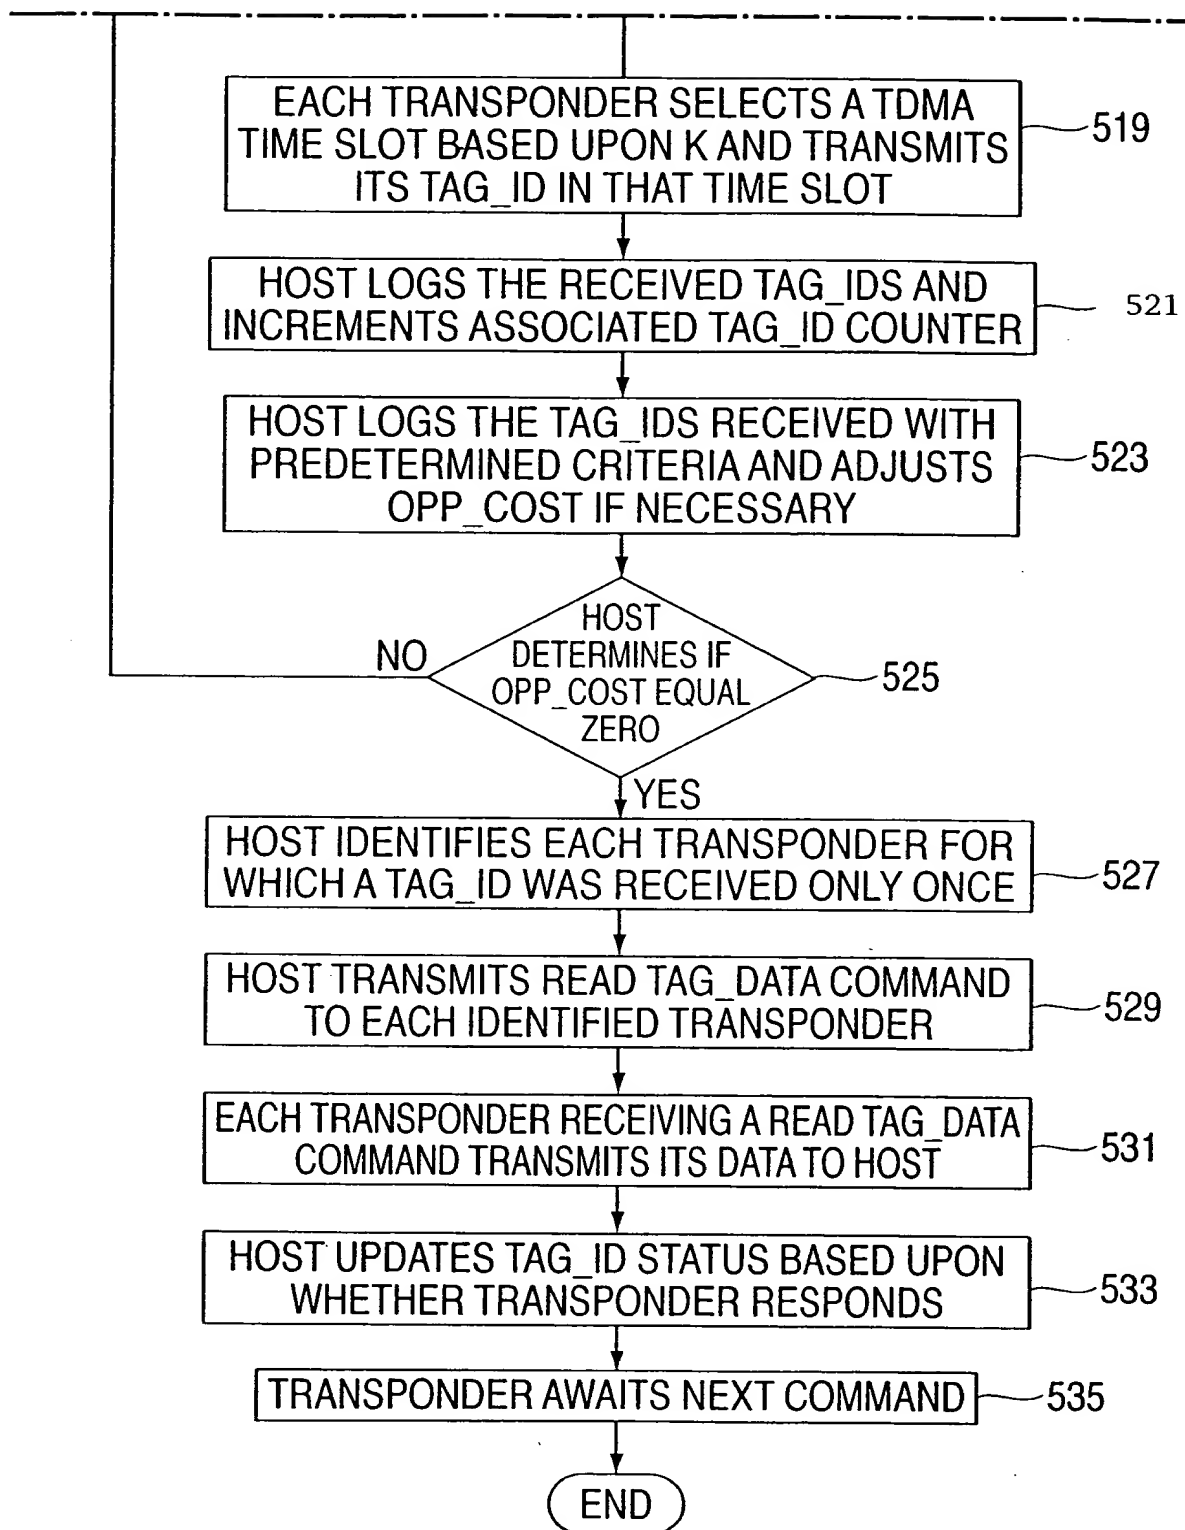 EACH TRANSPONDER SELECTS A TDMA
TIME SLOT BASED UPON K AND TRANSMITS
ITS TAG_ID IN THAT TIME SLOT
519
HOST LOGS THE RECEIVED TAG_IDS AND
INCREMENTS ASSOCIATED TAG_ID COUNTER
521
HOST LOGS THE TAG_IDS RECEIVED WITH
PREDETERMINED CRITERIA AND ADJUSTS
OPP_COST IF NECESSARY
523
HOST
DETERMINES IF
OPP_COST EQUAL
ZERO
NO
525
YES
HOST IDENTIFIES EACH TRANSPONDER FOR
WHICH A TAG_ID WAS RECEIVED ONLY ONCE
527
HOST TRANSMITS READ TAG_DATA COMMAND
TO EACH IDENTIFIED TRANSPONDER
529
EACH TRANSPONDER RECEIVING A READ TAG_DATA
COMMAND TRANSMITS ITS DATA TO HOST
531
HOST UPDATES TAG_ID STATUS BASED UPON
WHETHER TRANSPONDER RESPONDS
533
TRANSPONDER AWAITS NEXT COMMAND
535
END